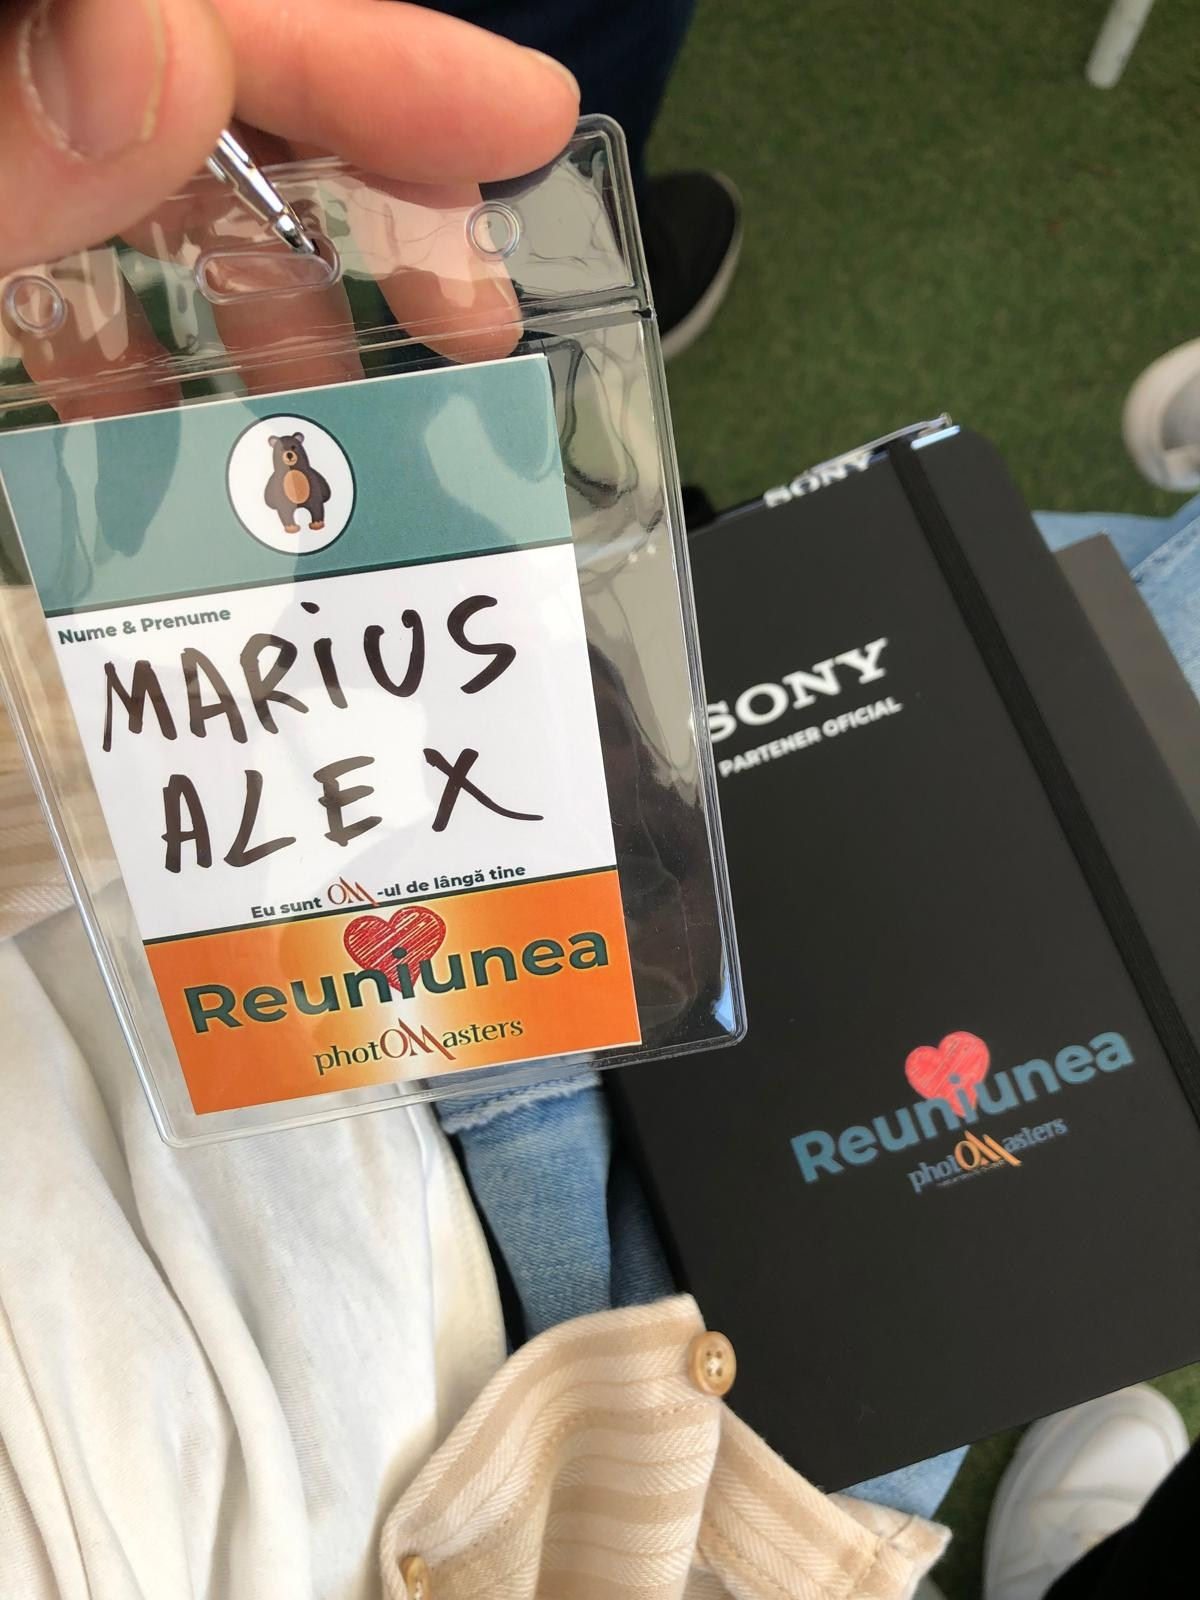 Nume & Prenume
MARIUS
ALEX
Eu sunt OM-ul de lângă tine
Reuniunea
photOMasters
SONY
SONY
PARTENER OFICIAL
Reuniunea
photOMasters